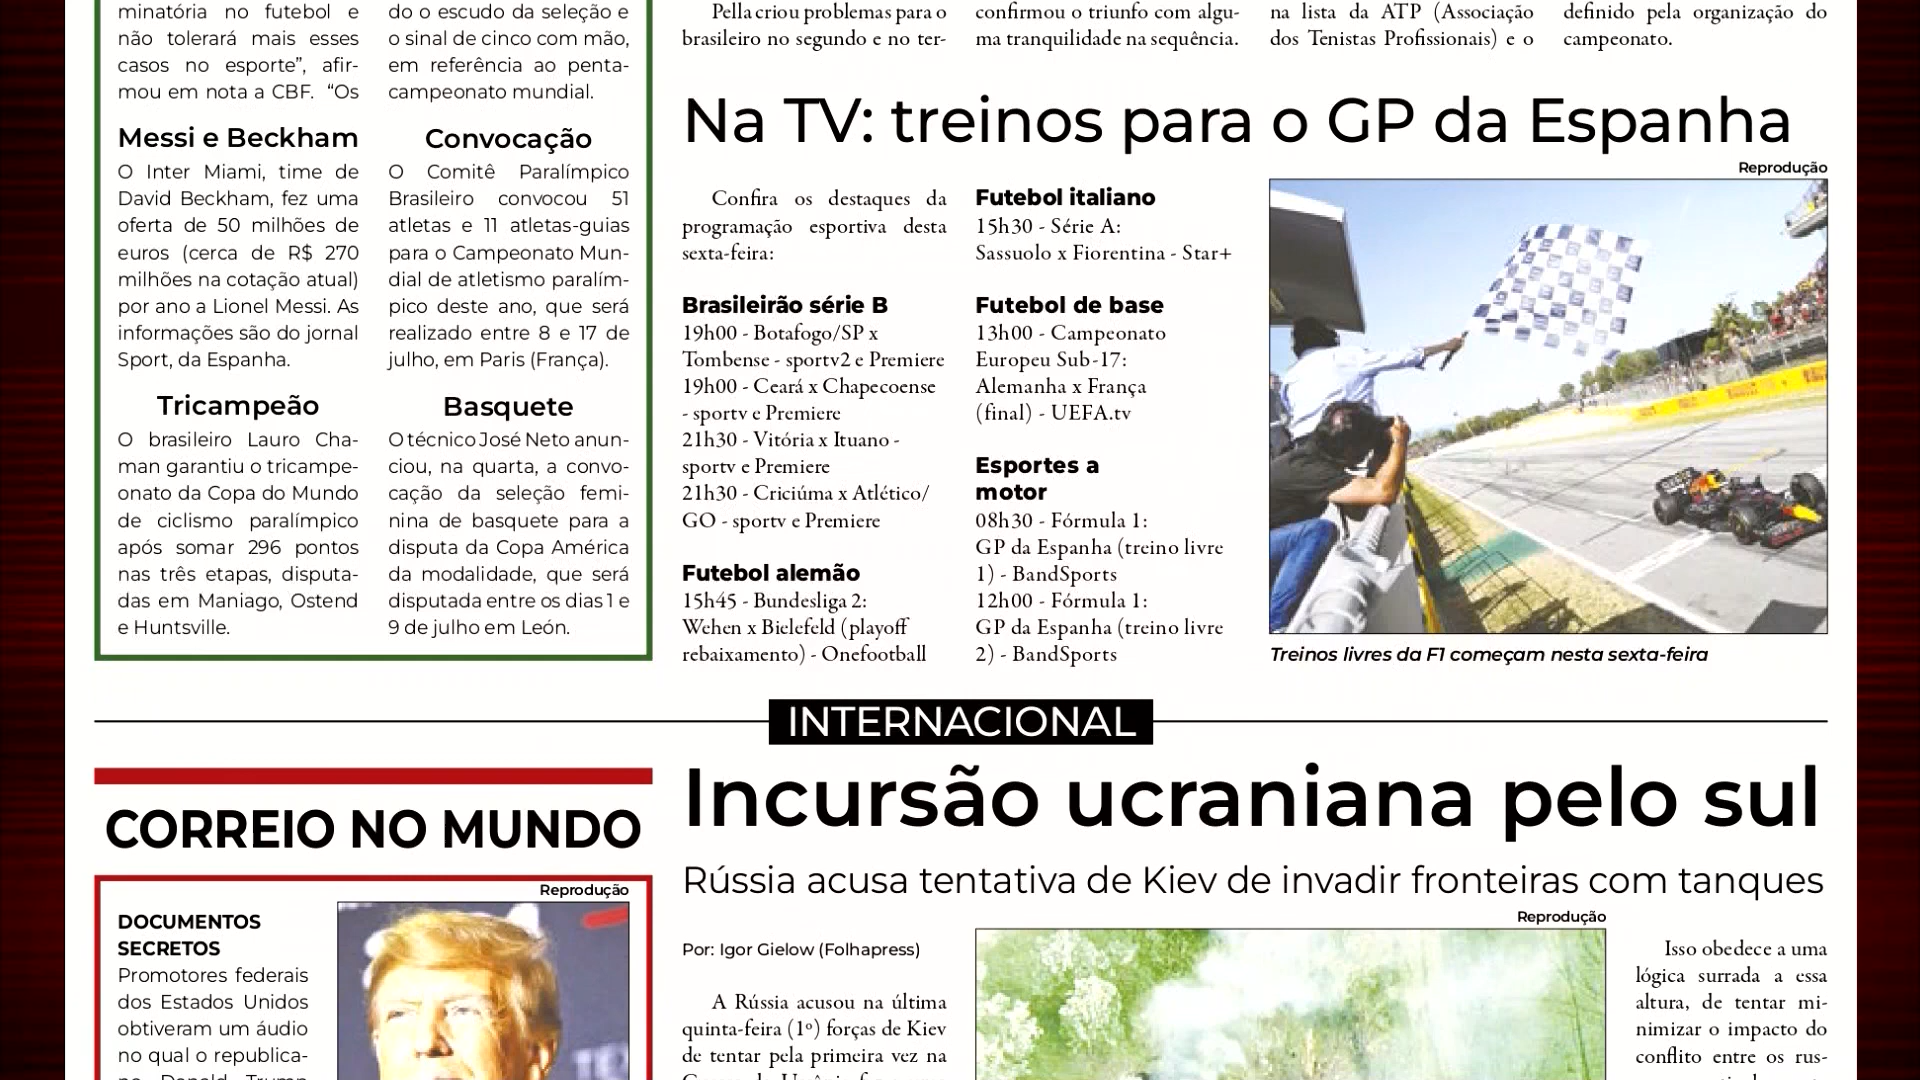 minatória no futebol e
não tolerará mais esses
casos no esporte”, afir-
mou em nota a CBF. “Os
Messi e Beckham
O Inter Miami, time de
David Beckham, fez uma
oferta de 50 milhões de
euros (cerca de R$ 270
milhões na cotação atual)
por ano a Lionel Messi. As
informações são do jornal
Sport, da Espanha.
Tricampeão
O brasileiro Lauro Cha-
man garantiu o tricampe-
onato da Copa do Mundo
de ciclismo paralímpico
após somar 296 pontos
nas três etapas, disputa-
das em Maniago, Ostend
e Huntsville.
do o escudo da seleção e
o sinal de cinco com mão,
em referência ao penta-
campeonato mundial.
Convocação
O Comitê Paralímpico
Brasileiro convocou 51
atletas e 11 atletas-guias
para o Campeonato Mun-
dial de atletismo paralím-
pico deste ano, que será
realizado entre 8 e 17 de
julho, em Paris (França).
Basquete
O técnico José Neto anun-
ciou, na quarta, a convo-
cação da seleção femi-
nina de basquete para a
disputa da Copa América
da modalidade, que será
disputada entre os dias 1 e
9 de julho em León.
Pella criou problemas para o
brasileiro no segundo e no ter-
confirmou o triunfo com algu-
ma tranquilidade na sequência.
na lista da ATP (Associação
dos Tenistas Profissionais) e o
definido pela organização do
campeonato.
Na TV: treinos para o GP da Espanha
Reprodução
Confira os destaques da
programação esportiva desta
sexta-feira:
Brasileirão série B
19h00 - Botafogo/SP x
Tombense - sportv2 e Premiere
19h00 - Ceará x Chapecoense
- sportv e Premiere
21h30 - Vitória x Ituano -
sportv e Premiere
21h30 - Criciúma x Atlético/
GO - sportv e Premiere
Futebol alemão
15h45 - Bundesliga 2:
Wehen x Bielefeld (playoff
rebaixamento) - Onefootball
Futebol italiano
15h30 - Série A:
Sassuolo x Fiorentina - Star+
Futebol de base
13h00 - Campeonato
Europeu Sub-17:
Alemanha x França
(final) - UEFA.tv
Esportes a
motor
08h30 - Fórmula 1:
GP da Espanha (treino livre
1) - BandSports
12h00 - Fórmula 1:
GP da Espanha (treino livre
2) - BandSports
Treinos livres da F1 começam nesta sexta-feira
INTERNACIONAL
CORREIO NO MUNDO
Reprodução
DOCUMENTOS
SECRETOS
Promotores federais
dos Estados Unidos
obtiveram um áudio
no qual o republica-
no Donald Trump
Incursão ucraniana pelo sul
Rússia acusa tentativa de Kiev de invadir fronteiras com tanques
Reprodução
Por: Igor Gielow (Folhapress)
A Rússia acusou na última
quinta-feira (1º) forças de Kiev
de tentar pela primeira vez na
Isso obedece a uma
lógica surrada a essa
altura, de tentar mi-
nimizar o impacto do
conflito entre os rus-